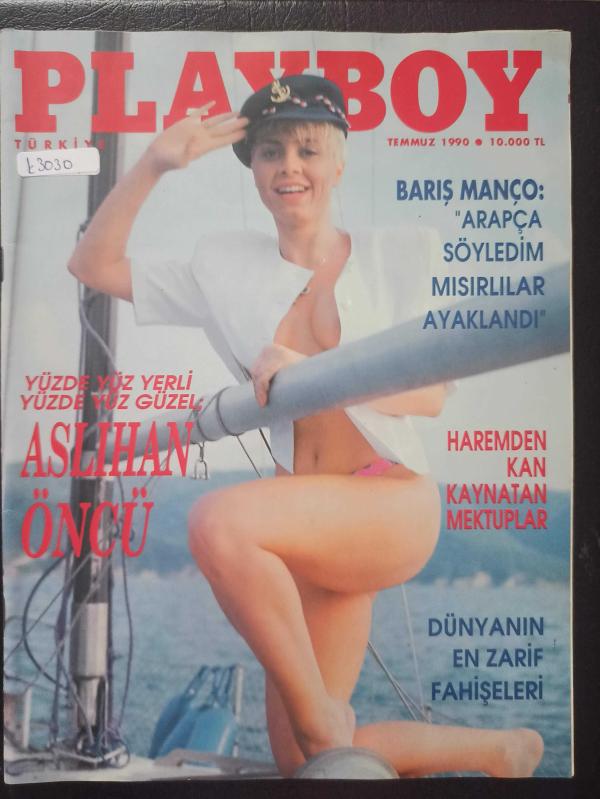 PLAYBOY
TÜRKİYE
TEMMUZ 1990 ● 10.000 TL
t3030
BARIŞ MANÇO:
"ARAPÇA
SÖYLEDİM
MISIRLILAR
AYAKLANDI"
YÜZDE YÜZ YERLİ
YÜZDE YÜZ GÜZEL:
ASLIHAN
ÖNCÜ
HAREMDEN
KAN
KAYNATAN
MEKTUPLAR
DÜNYANIN
EN ZARİF
FAHİŞELERİ